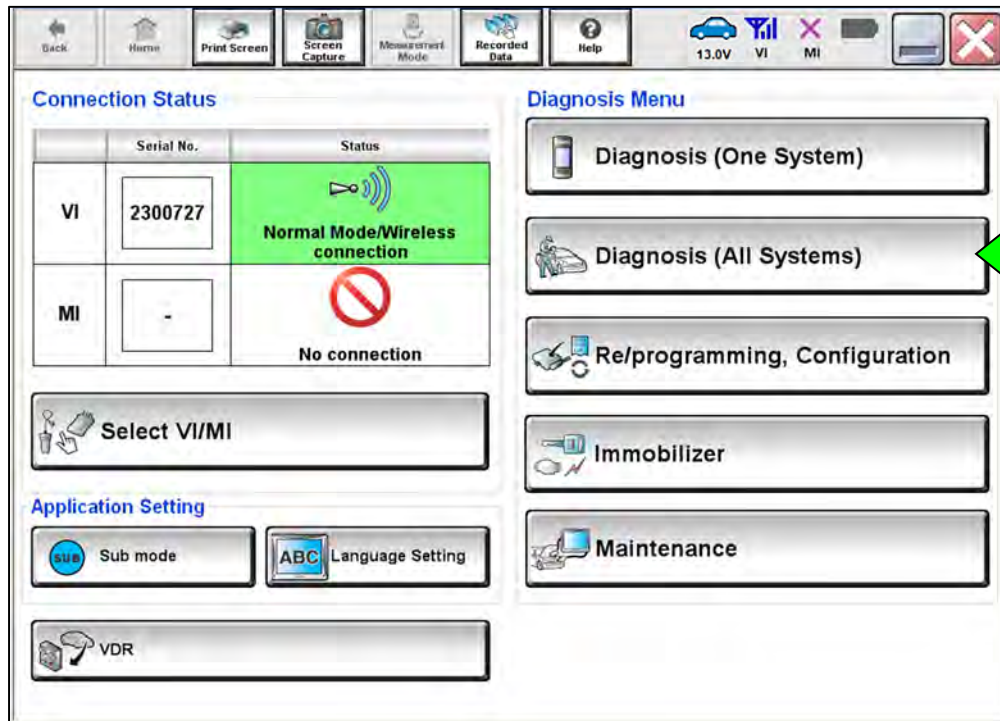 Back
Home
Print Screen
Screen
Capture
Measurement
Mode
Recorded
Data
Help
13.0V
VI
MI
Connection Status
Serial No.
Status
VI
2300727
Normal Mode/Wireless
connection
MI
-
No connection
Select VI/MI
Application Setting
SUB
Sub mode
ABC
Language Setting
VDR
Diagnosis Menu
Diagnosis (One System)
Diagnosis (All Systems)
Re/programming, Configuration
Immobilizer
Maintenance